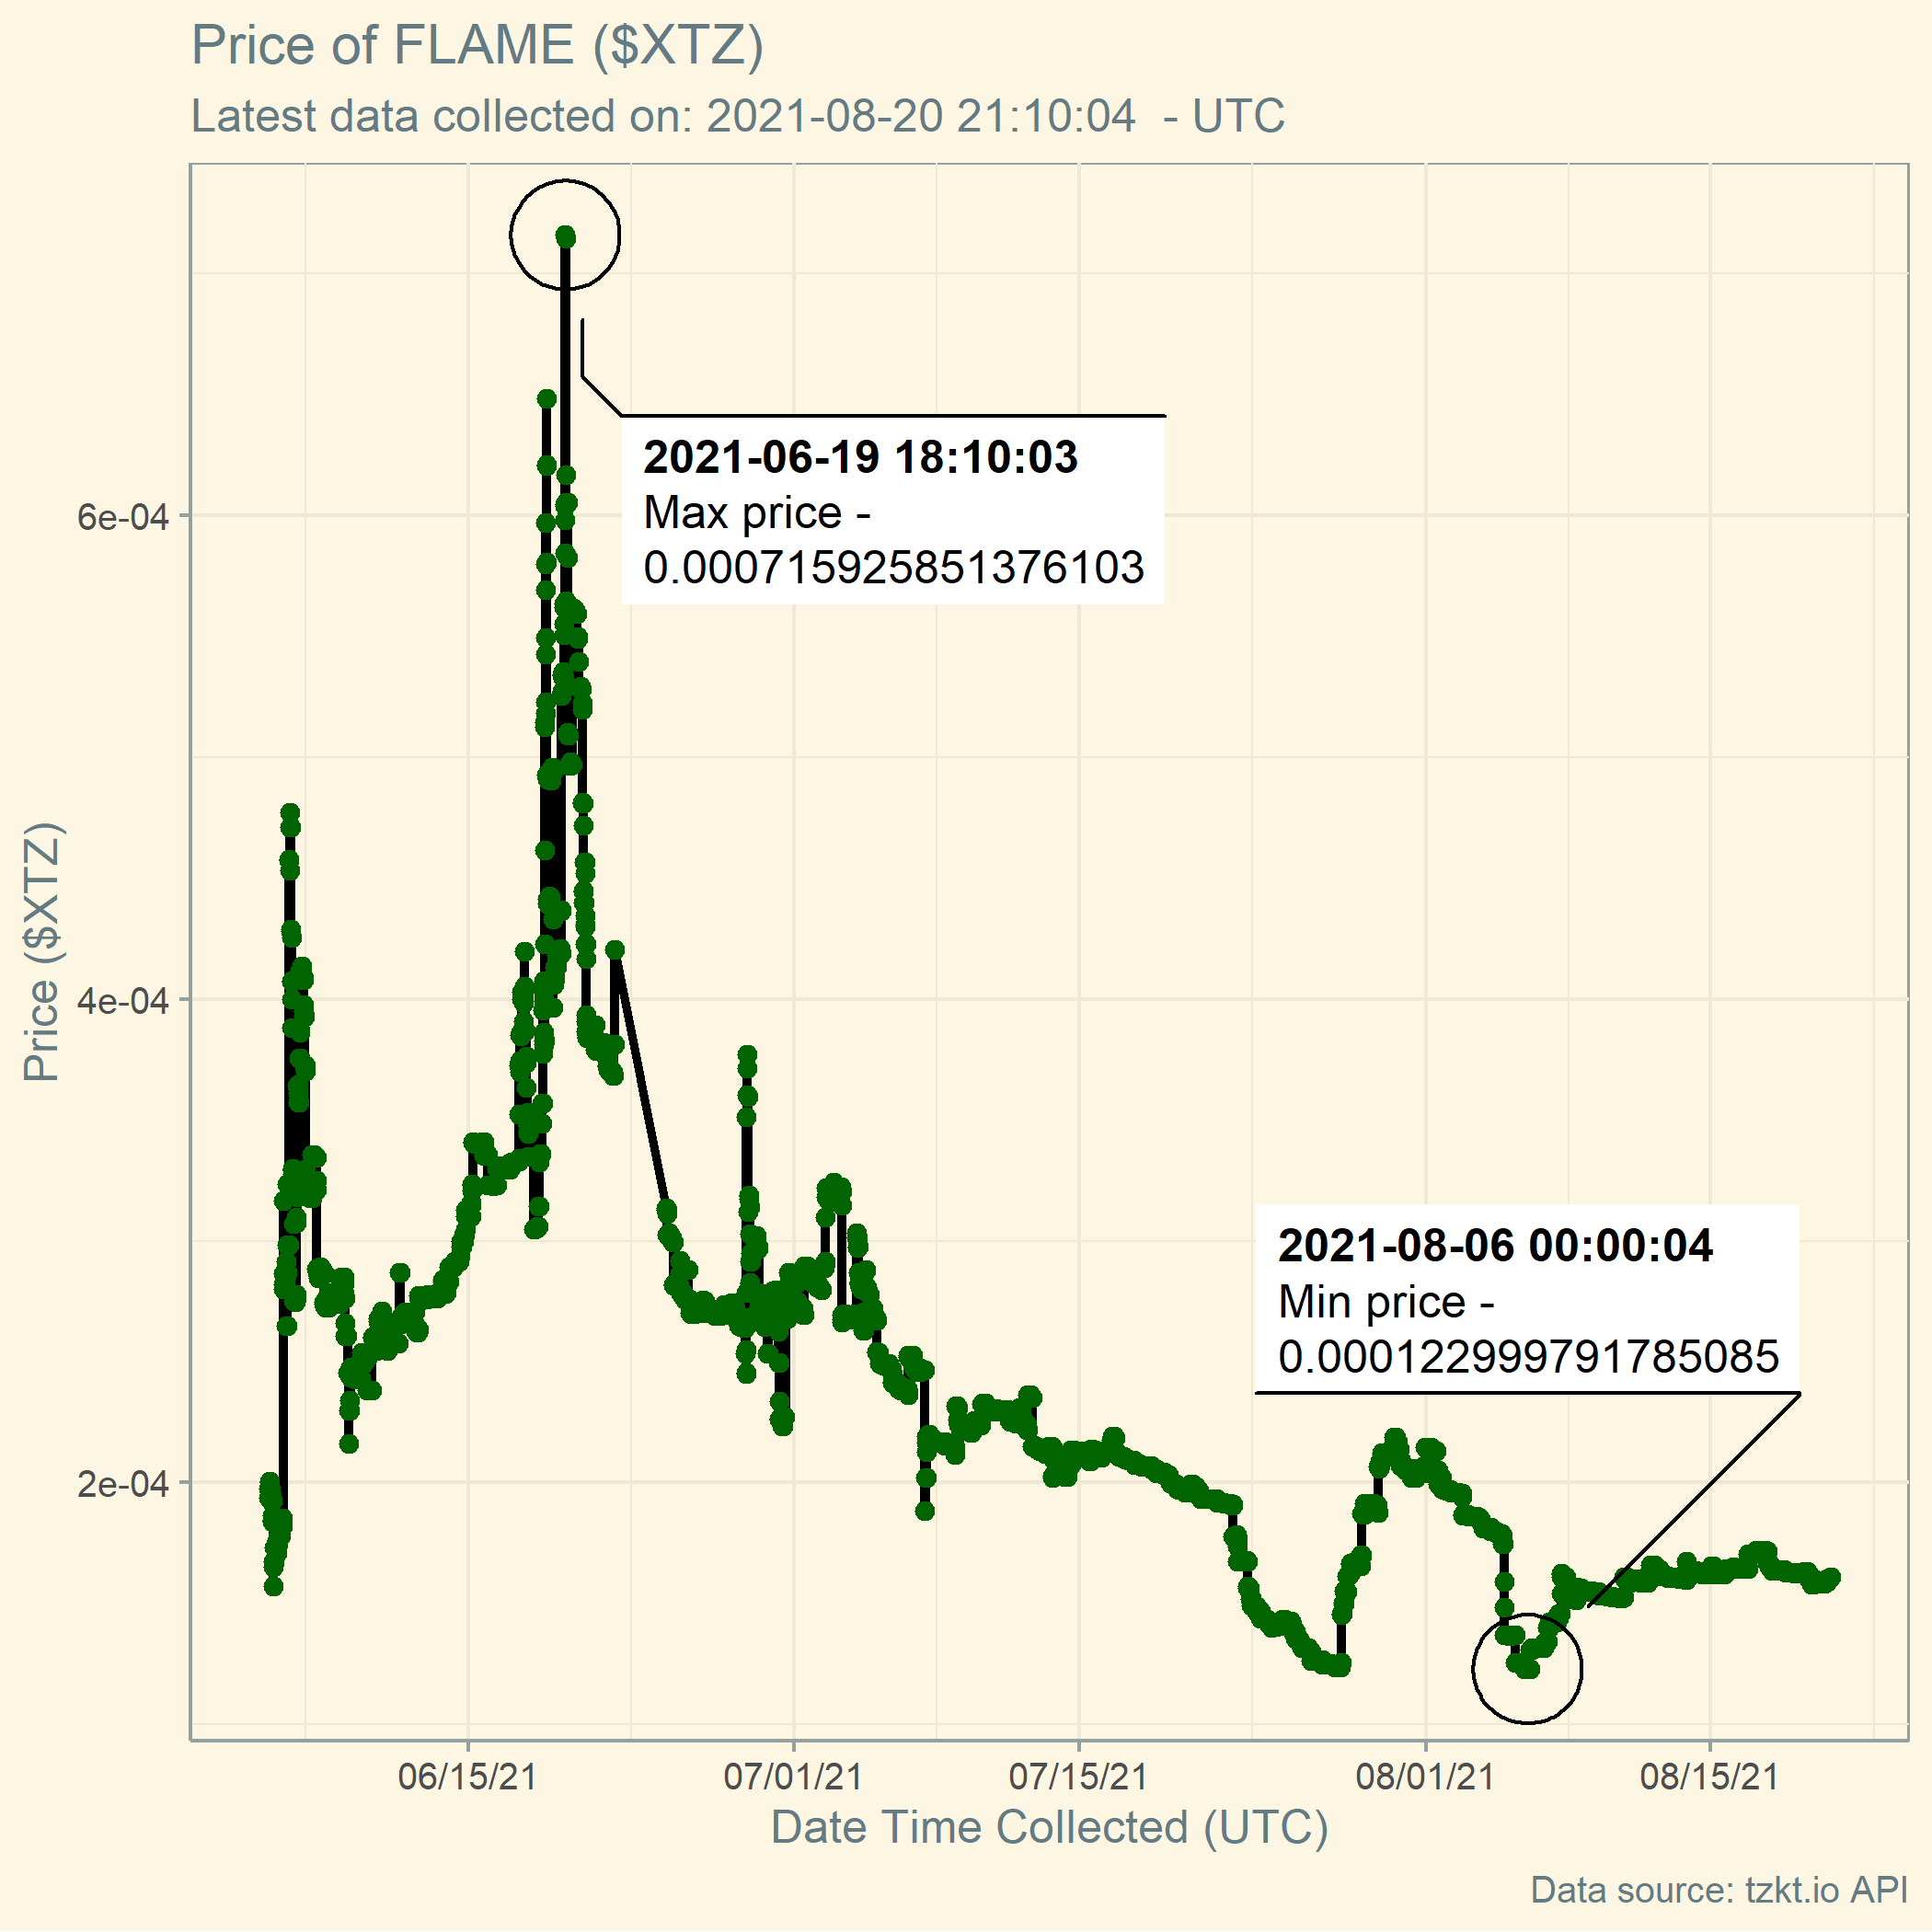 Price of FLAME ($XTZ)
Latest data collected on: 2021-08-20 21:10:04  - UTC
2021-06-19 18:10:03
Max price -
0.000715925851376103
6e-04
4e-04
2e-04
Price ($XTZ)
2021-08-06 00:00:04
Min price -
0.000122999791785085
06/15/21
07/01/21
07/15/21
08/01/21
08/15/21
Date Time Collected (UTC)
Data source: tzkt.io API